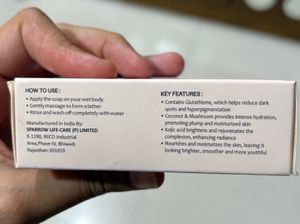 HOW TO USE :
• Apply the soap on your wet body
• Gently massage to form a lather
• Rinse and wash off completely with water
Manufactured in India By:
SPARROW LIFE-CARE (P) LIMITED
E-119E, RIICO Industrial
Area, Phase-IV, Bhiwadi
Rajasthan-301019
KEY FEATURES :
• Contains Glutathione, which helps reduce dark
spots and hyperpigmentation
• Coconut & Mushroom provides intense hydration,
promoting plump and moisturized skin
• Kojic acid brightens and rejuvenates the
complexion, enhancing radiance
• Nourishes and moisturizes the skin, leaving it
looking brighter, smoother and more youthful